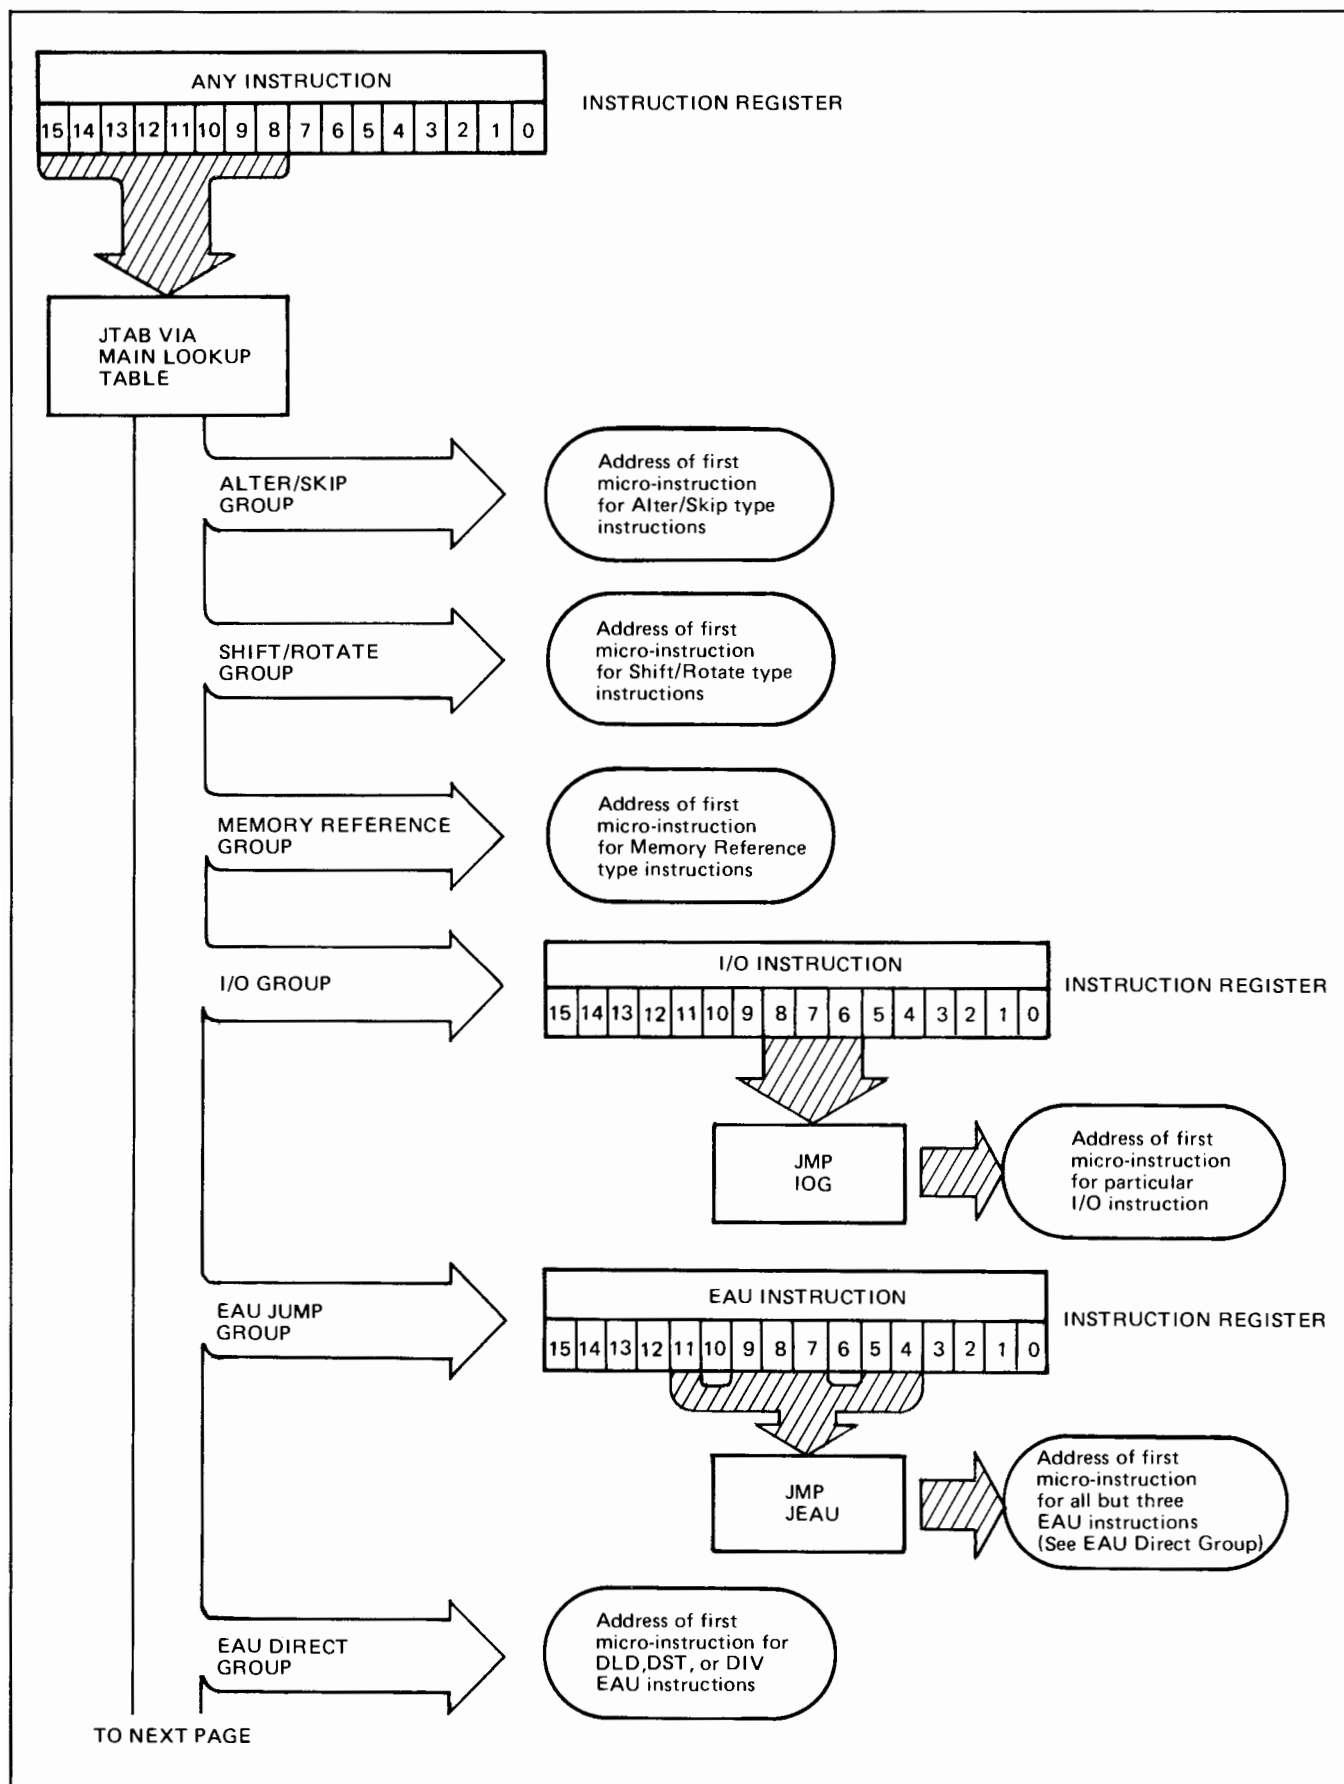 ANY INSTRUCTION
INSTRUCTION REGISTER
15 14 13 12 11 10 9 8 7 6 5 4 3 2 1 0
JTAB VIA
MAIN LOOKUP
TABLE
ALTER/SKIP
GROUP
Address of first
micro-instruction
for Alter/Skip type
instructions
SHIFT/ROTATE
GROUP
Address of first
micro-instruction
for Shift/Rotate type
instructions
MEMORY REFERENCE
GROUP
Address of first
micro-instruction
for Memory Reference
type instructions
I/O GROUP
I/O INSTRUCTION
INSTRUCTION REGISTER
15 14 13 12 11 10 9 8 7 6 5 4 3 2 1 0
JMP
IOG
Address of first
micro-instruction
for particular
I/O instruction
EAU JUMP
GROUP
EAU INSTRUCTION
INSTRUCTION REGISTER
15 14 13 12 11 10 9 8 7 6 5 4 3 2 1 0
JMP
JEAU
Address of first
micro-instruction
for all but three
EAU instructions
(See EAU Direct Group)
EAU DIRECT
GROUP
Address of first
micro-instruction for
DLD,DST, or DIV
EAU instructions
TO NEXT PAGE